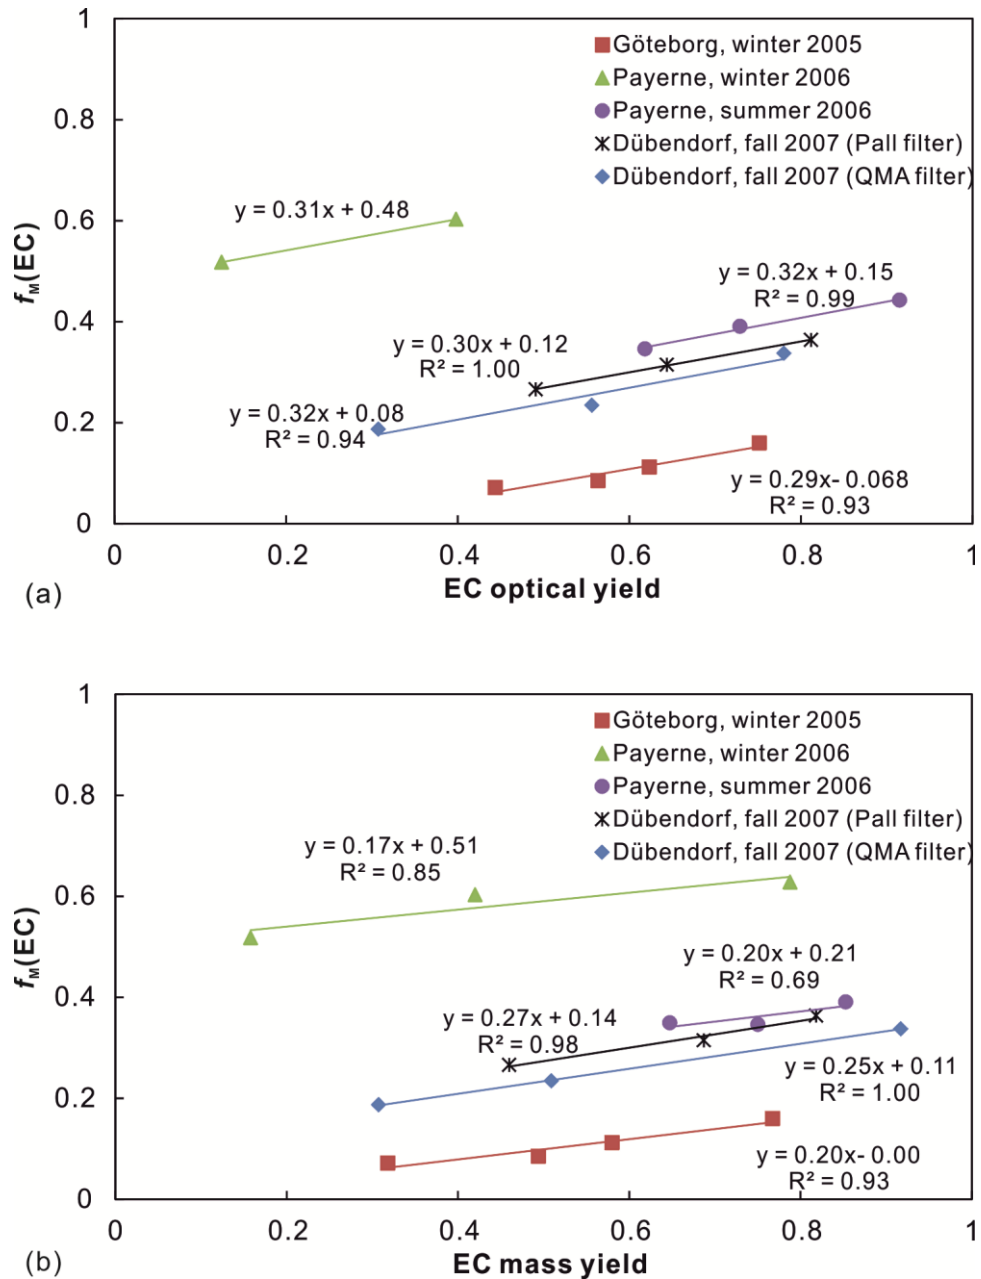 1
Göteborg, winter 2005
Payerne, winter 2006
0.8
Payerne, summer 2006
Dübendorf, fall 2007 (Pall filter)
Dübendorf, fall 2007 (QMA filter)
0.6
y = 0.31x + 0.48
fM(EC)
y = 0.32x + 0.15
R² = 0.99
0.4
y = 0.30x + 0.12
R² = 1.00
0.2
y = 0.32x + 0.08
R² = 0.94
y = 0.29x- 0.068
R² = 0.93
0
0 0.2 0.4 0.6 0.8 1
(a)
EC optical yield
1
Göteborg, winter 2005
Payerne, winter 2006
0.8
Payerne, summer 2006
Dübendorf, fall 2007 (Pall filter)
Dübendorf, fall 2007 (QMA filter)
y = 0.17x + 0.51
R² = 0.85
0.6
fM(EC)
y = 0.20x + 0.21
R² = 0.69
0.4
y = 0.27x + 0.14
R² = 0.98
y = 0.25x + 0.11
R² = 1.00
0.2
y = 0.20x- 0.00
R² = 0.93
0
0 0.2 0.4 0.6 0.8 1
(b)
EC mass yield